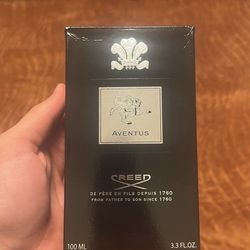 AVENTUS
CREED
DE PÈRE EN FILS DEPUIS 1760
FROM FATHER TO SON SINCE 1760
100 ML 3.3 FL.OZ.